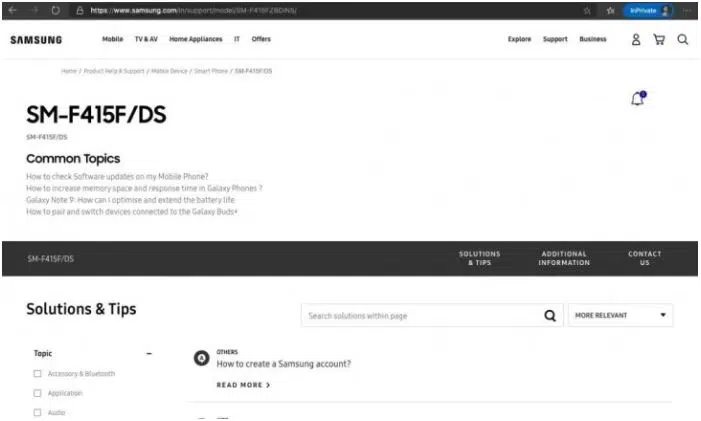 https://www.samsung.com/in/support/model/SM-F415FZBDINS/
InPrivate
SAMSUNG
Mobile TV & AV Home Appliances IT Offers
Explore Support Business
Home / Product Help & Support / Mobile Device / Smart Phone / SM-F415F/DS
SM-F415F/DS
SM-F415F/DS
Common Topics
How to check Software updates on my Mobile Phone?
How to increase memory space and response time in Galaxy Phones ?
Galaxy Note 9: How can I optimise and extend the battery life
How to pair and switch devices connected to the Galaxy Buds+
SM-F415F/DS
SOLUTIONS
& TIPS
ADDITIONAL
INFORMATION
CONTACT
US
Solutions & Tips
Search solutions within page
MORE RELEVANT
Topic
Accessory & Bluetooth
Application
Audio
OTHERS
How to create a Samsung account?
READ MORE >